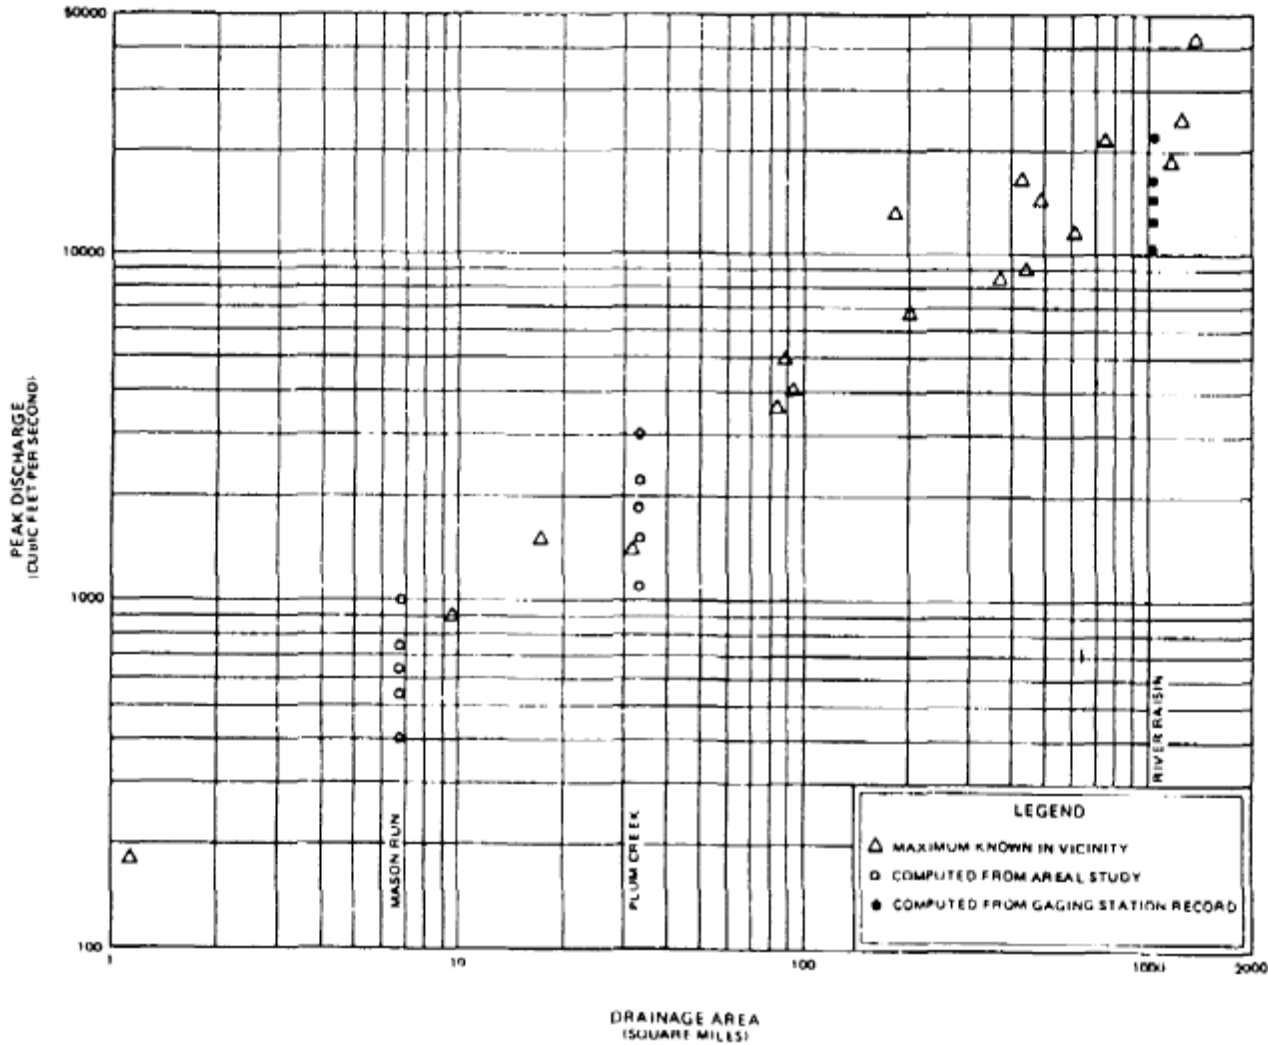 50000
10000
1000
100
PEAK DISCHARGE
(CUBIC FEET PER SECOND)
MASON RUN
PLUM CREEK
RIVER RAISIN
LEGEND
MAXIMUM KNOWN IN VICINITY
COMPUTED FROM AREAL STUDY
COMPUTED FROM GAGING STATION RECORD
1
10
100
1000
2000
DRAINAGE AREA
(SQUARE MILES)